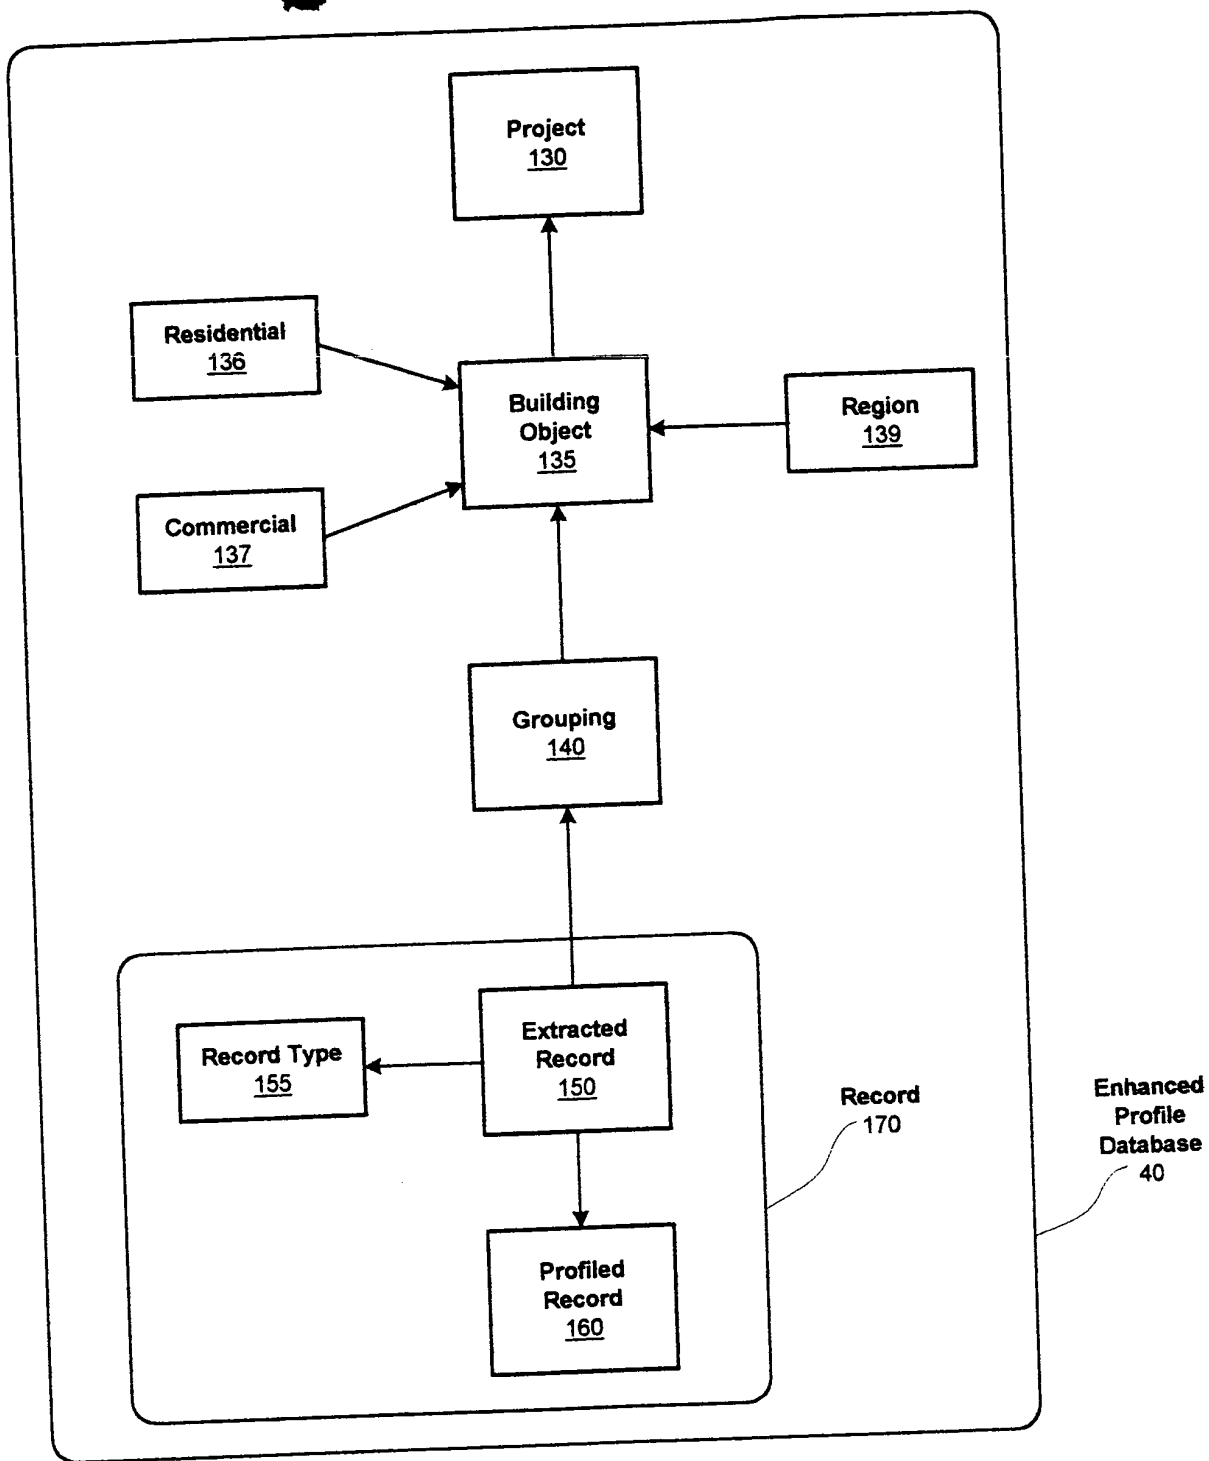 Project
130
Residential
136
Building
Object
135
Region
139
Commercial
137
Grouping
140
Extracted
Record
150
Record Type
155
Record
170
Enhanced
Profile
Database
40
Profiled
Record
160